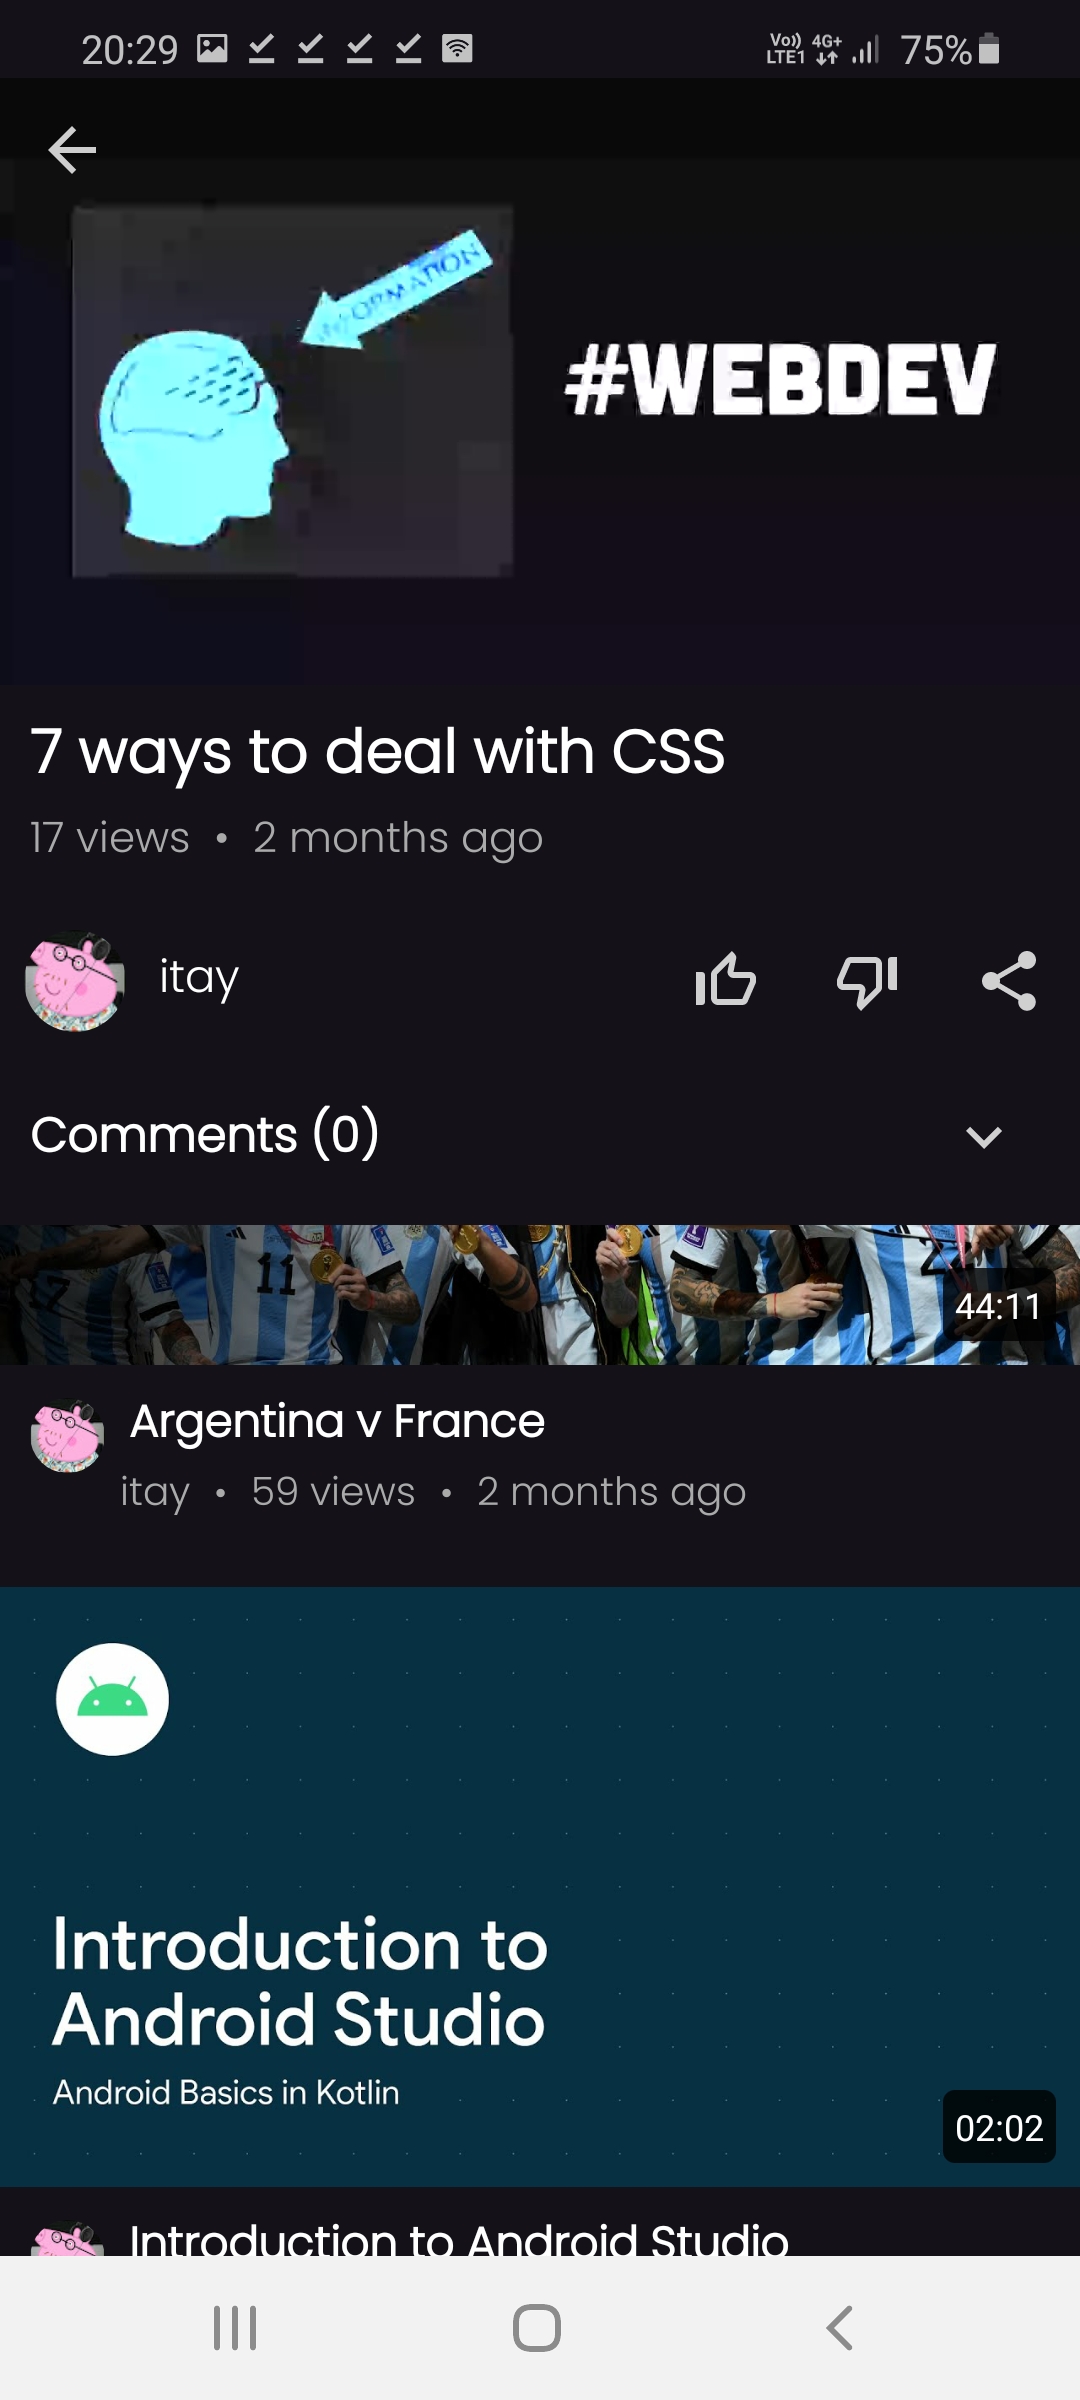 20:29
Vo)) LTE1 4G+ 75%
INFORMATION
#WEBDEV
7 ways to deal with CSS
17 views • 2 months ago
itay
Comments (0)
17 11 2
44:11
Argentina v France
itay • 59 views • 2 months ago
Introduction to
Android Studio
Android Basics in Kotlin
02:02
Introduction to Android Studio